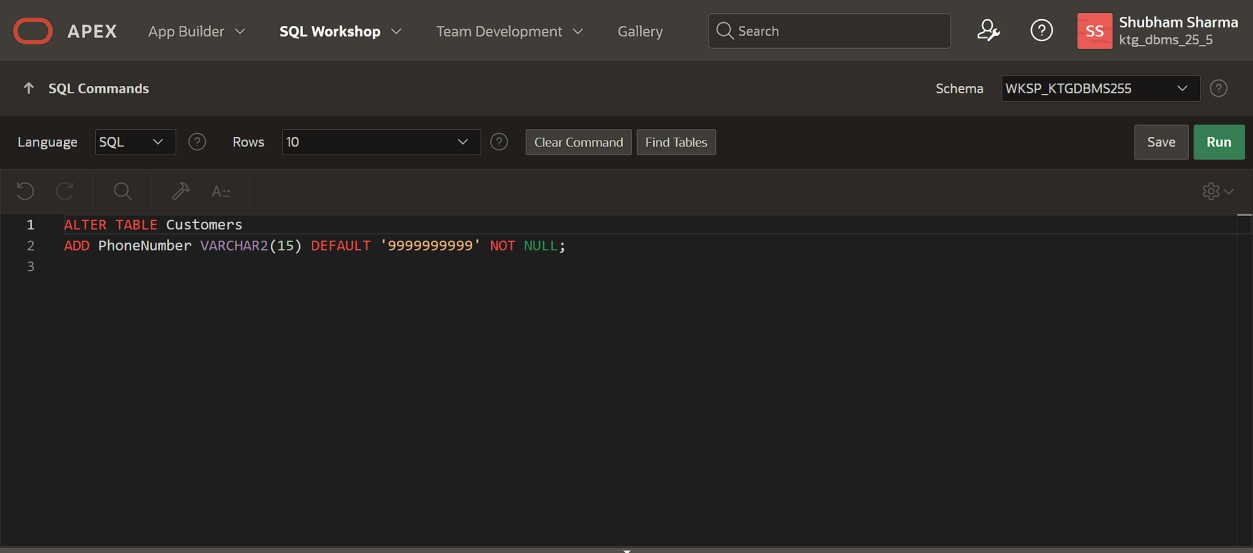 APEX App Builder SQL Workshop Team Development Gallery Search SS Shubham Sharma
ktg_dbms_25_5
SQL Commands Schema WKSP_KTGDBMS255 ?
Language SQL ? Rows 10 ? Clear Command Find Tables Save Run
A::
1 ALTER TABLE Customers
2 ADD PhoneNumber VARCHAR2(15) DEFAULT '9999999999' NOT NULL;
3